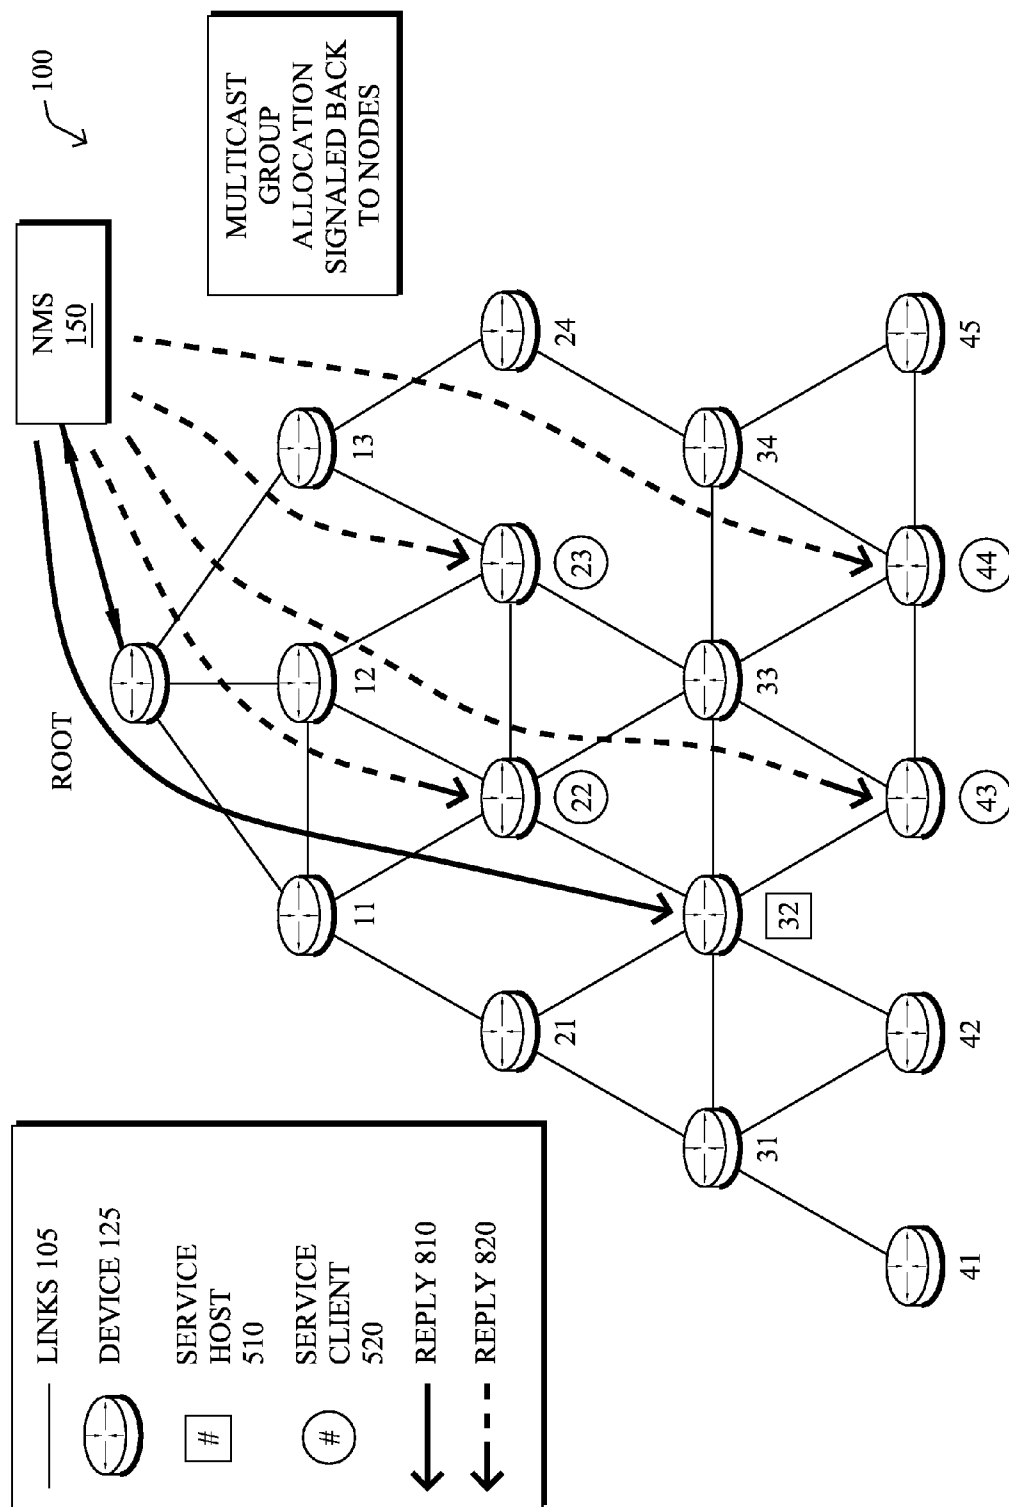 100
NMS
150
MULTICAST
GROUP
ALLOCATION
SIGNALED BACK
TO NODES
ROOT
11
12
13
21
22
23
24
31
32
33
34
41
42
43
44
45
LINKS 105
DEVICE 125
#
SERVICE
HOST
510
#
SERVICE
CLIENT
520
REPLY 810
REPLY 820